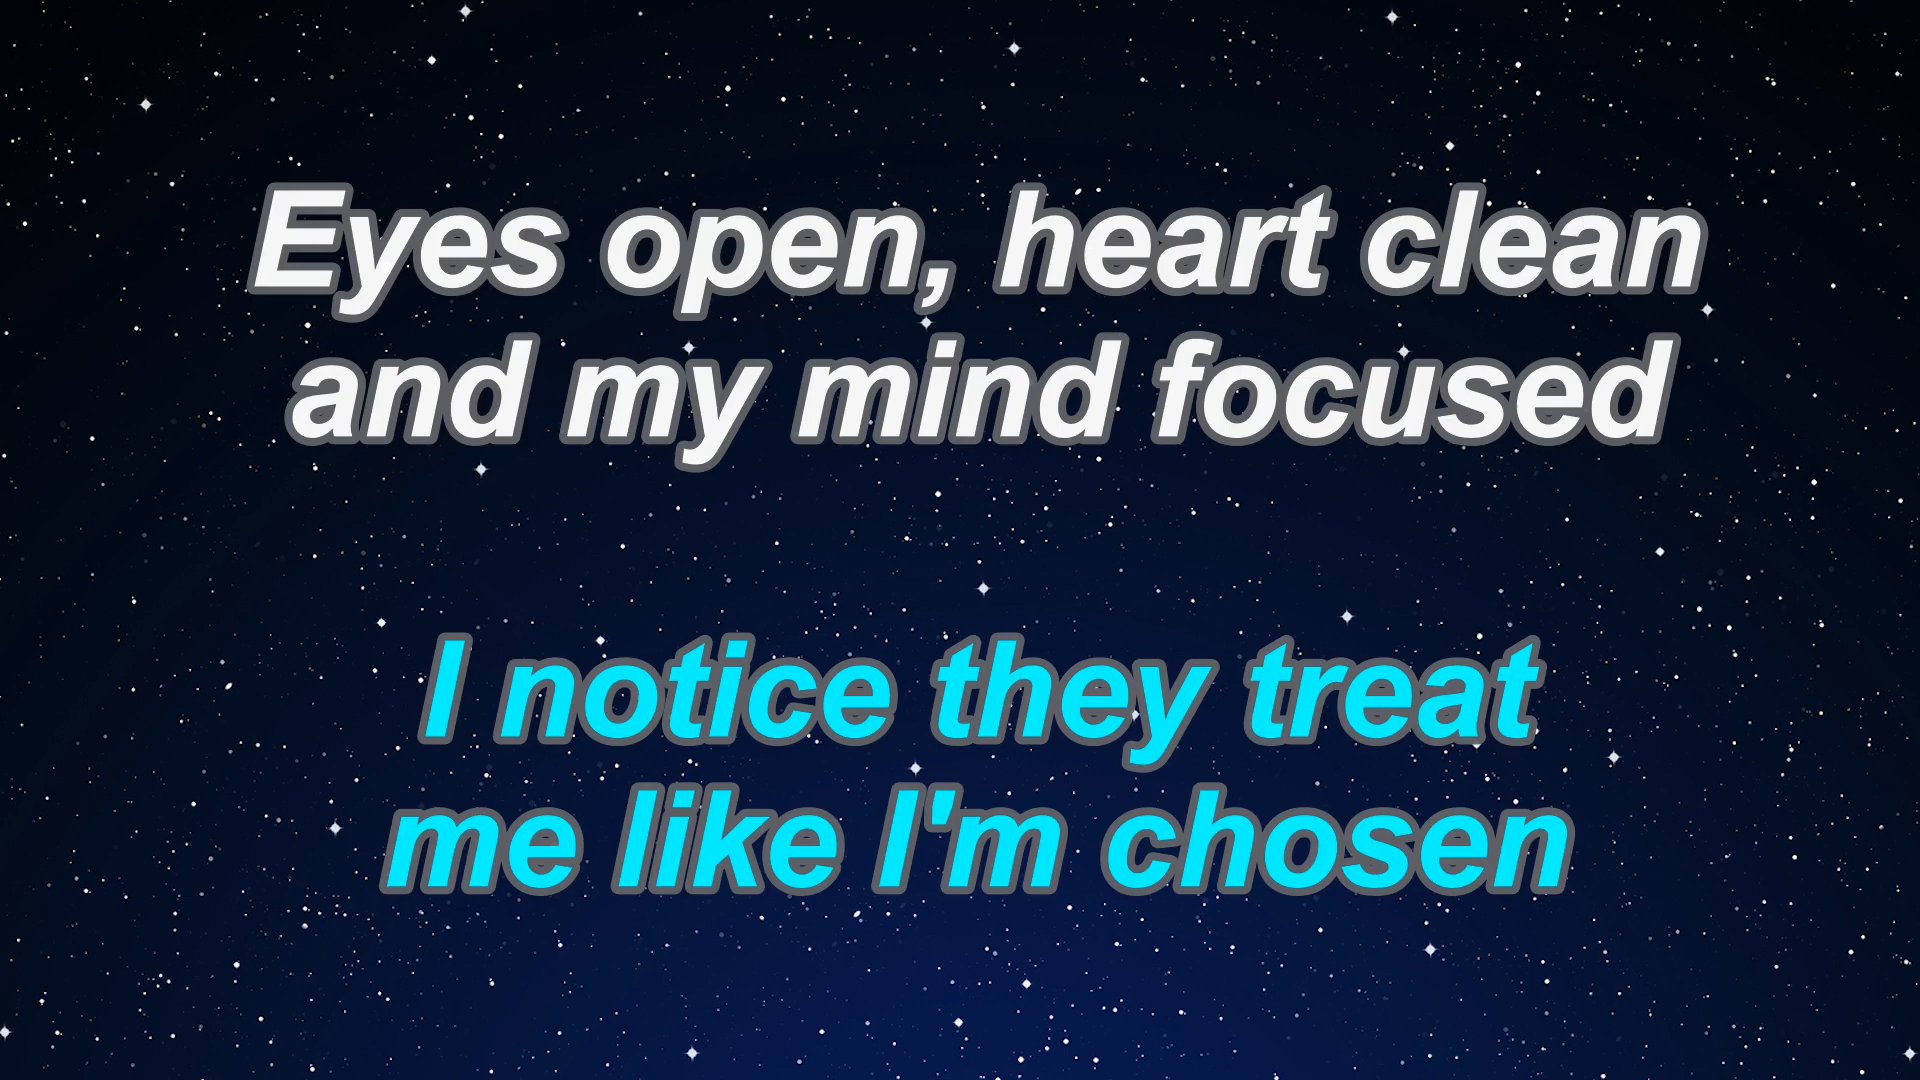 Eyes open, heart clean
and my mind focused
I notice they treat
me like I'm chosen